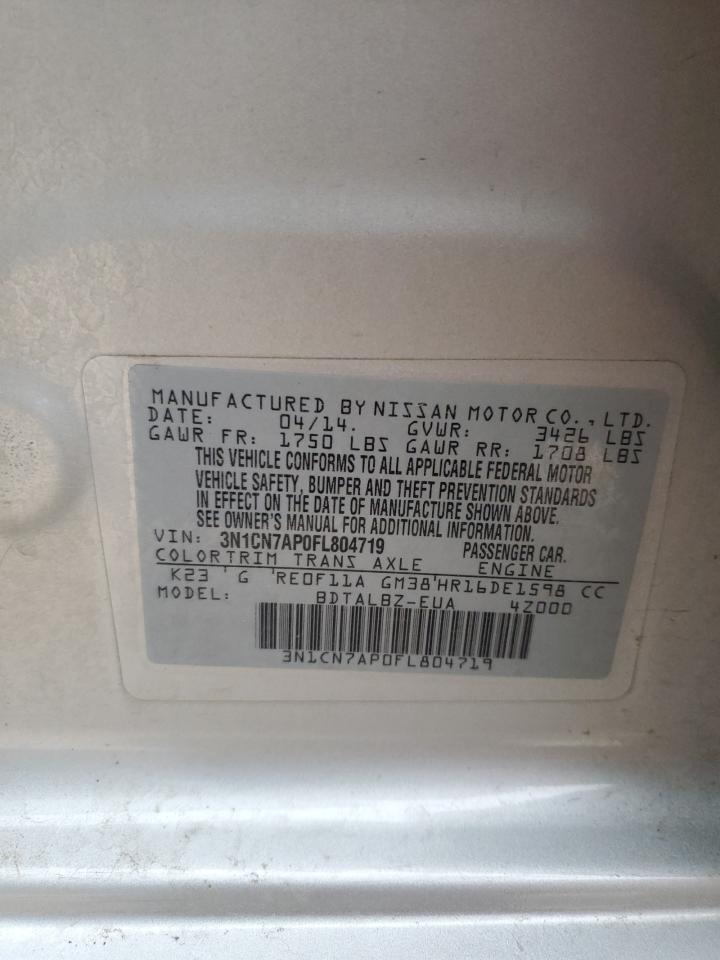 MANUFACTURED BY NISSAN MOTOR CO., LTD.
DATE: 04/14. GVWR: 3426 LBS
GAWR FR: 1750 LBS GAWR RR: 1708 LBS
THIS VEHICLE CONFORMS TO ALL APPLICABLE FEDERAL MOTOR
VEHICLE SAFETY, BUMPER AND THEFT PREVENTION STANDARDS
IN EFFECT ON THE DATE OF MANUFACTURE SHOWN ABOVE.
SEE OWNER'S MANUAL FOR ADDITIONAL INFORMATION.
VIN: 3N1CN7AP0FL804719 PASSENGER CAR.
COLOR TRIM TRANS AXLE ENGINE
K23 ' G 'RE0F11A GM38'HR16DE1598 CC
MODEL: BDTALBZ-EUA 4Z000
3N1CN7AP0FL804719